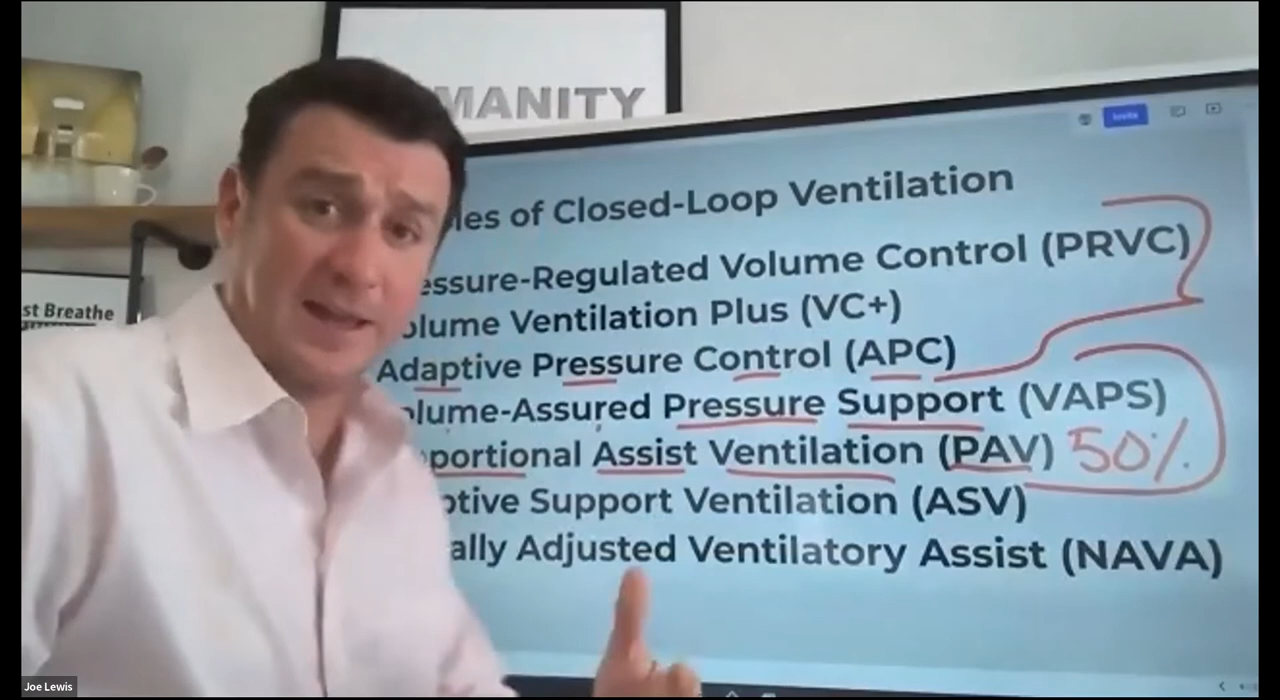 MANITY
Invite
les of Closed-Loop Ventilation
essure-Regulated Volume Control (PRVC)
st Breathe
olume Ventilation Plus (VC+)
Adaptive Pressure Control (APC)
olume-Assured Pressure Support (VAPS)
portional Assist Ventilation (PAV) 50%
ptive Support Ventilation (ASV)
ally Adjusted Ventilatory Assist (NAVA)
Joe Lewis